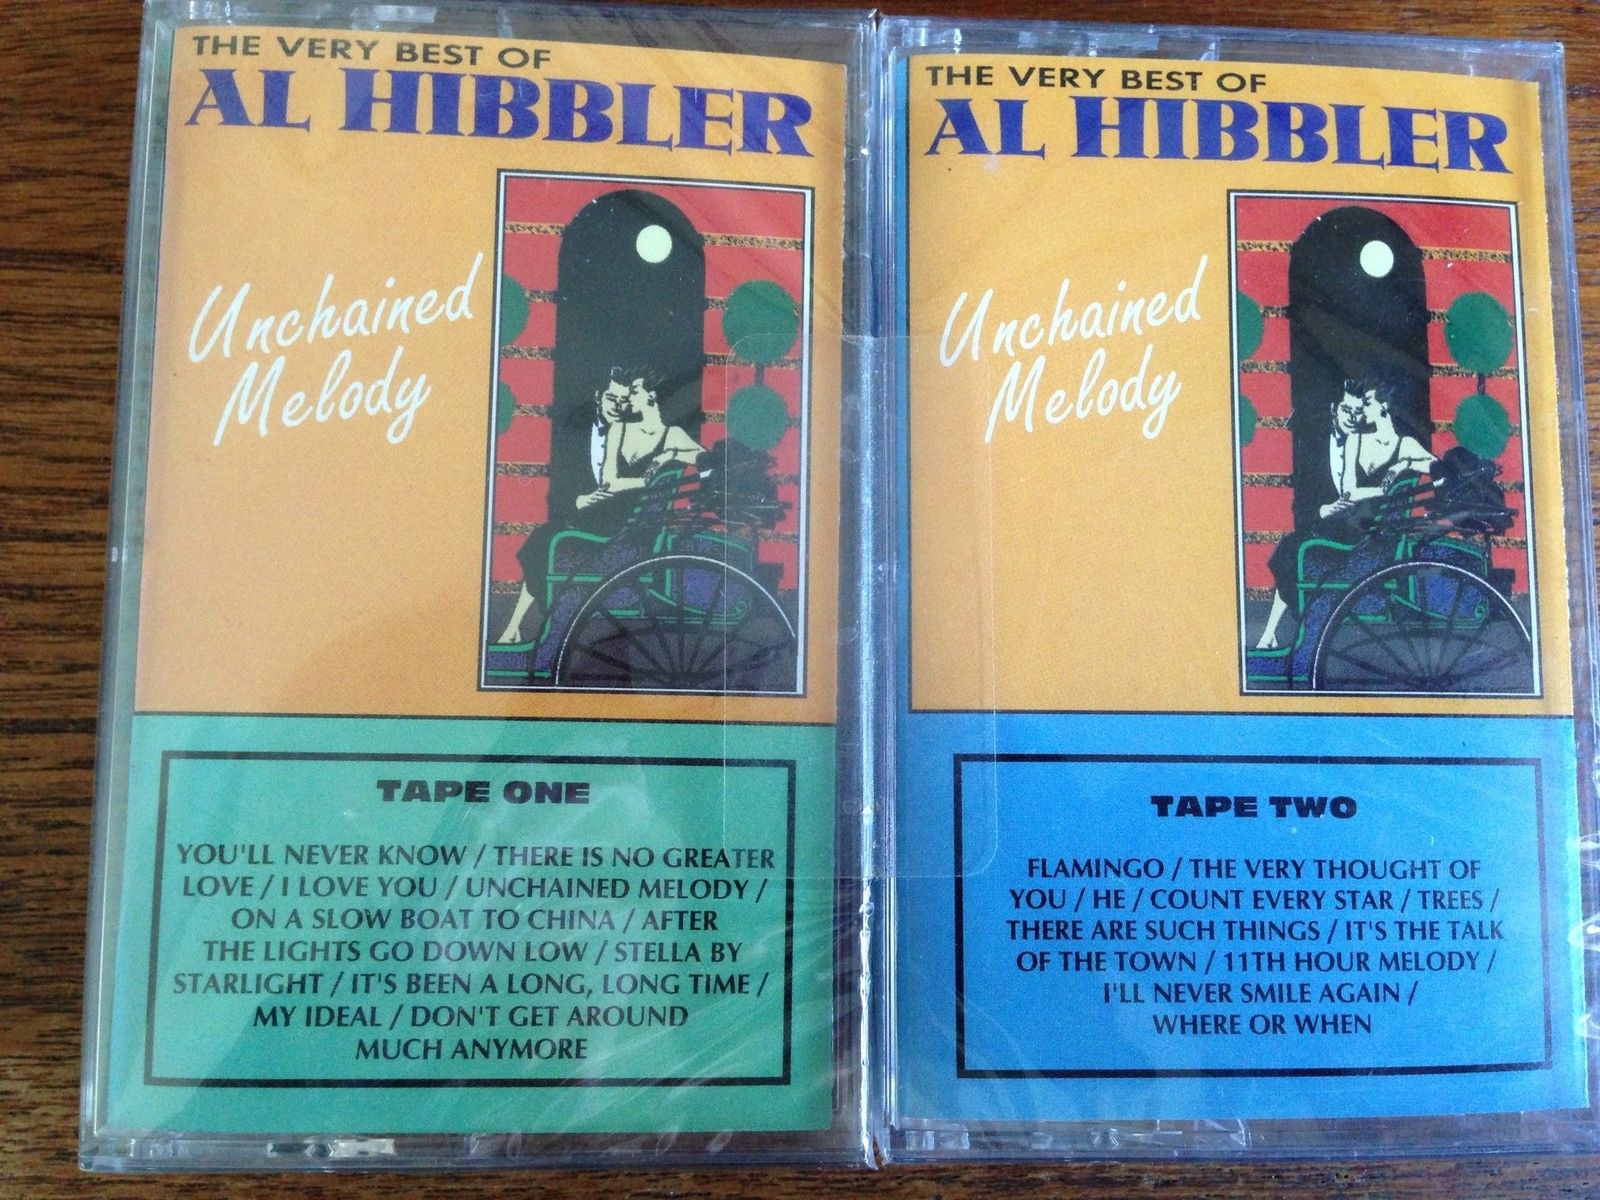 THE VERY BEST OF
AL HIBBLER
Unchained
Melody
TAPE ONE
YOU'LL NEVER KNOW / THERE IS NO GREATER
LOVE / I LOVE YOU / UNCHAINED MELODY /
ON A SLOW BOAT TO CHINA / AFTER
THE LIGHTS GO DOWN LOW / STELLA BY
STARLIGHT / IT'S BEEN A LONG, LONG TIME /
MY IDEAL / DON'T GET AROUND
MUCH ANYMORE
THE VERY BEST OF
AL HIBBLER
Unchained
Melody
TAPE TWO
FLAMINGO / THE VERY THOUGHT OF
YOU / HE / COUNT EVERY STAR / TREES /
THERE ARE SUCH THINGS / IT'S THE TALK
OF THE TOWN / 11TH HOUR MELODY /
I'LL NEVER SMILE AGAIN /
WHERE OR WHEN